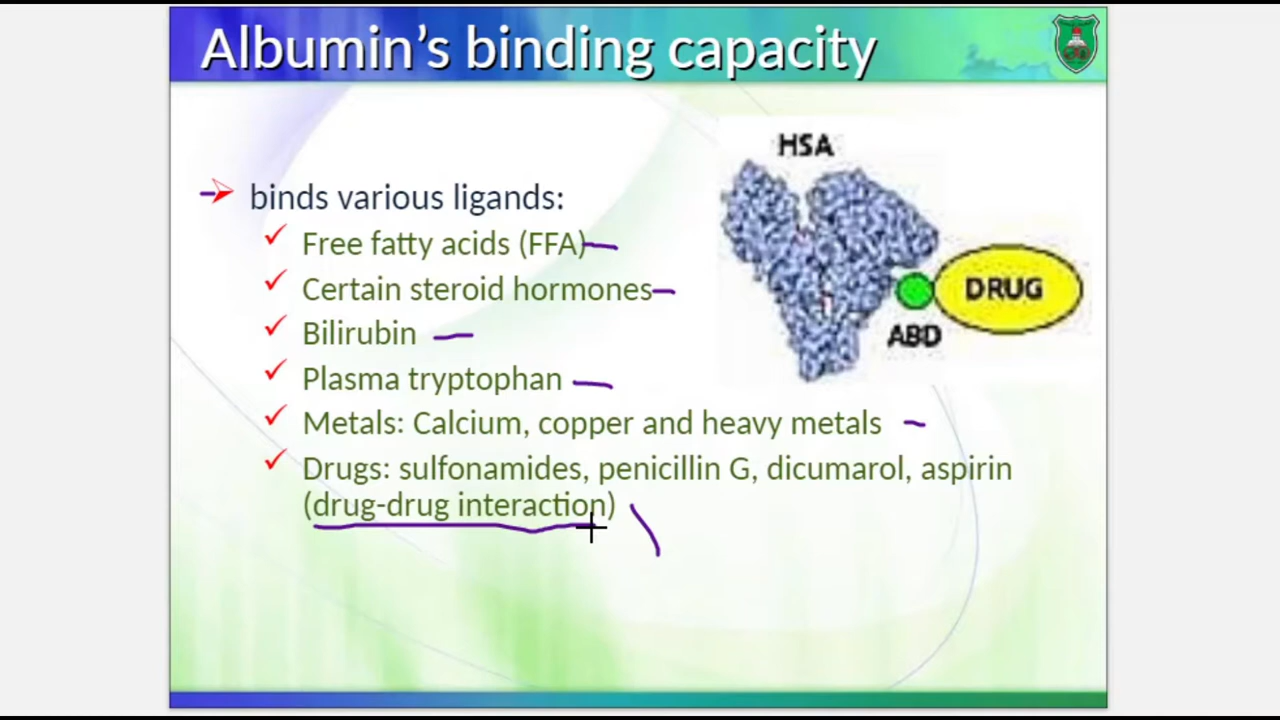 Albumin's binding capacity
HSA
binds various ligands:
Free fatty acids (FFA)
Certain steroid hormones
DRUG
Bilirubin
ABD
Plasma tryptophan
Metals: Calcium, copper and heavy metals
Drugs: sulfonamides, penicillin G, dicumarol, aspirin
(drug-drug interaction)